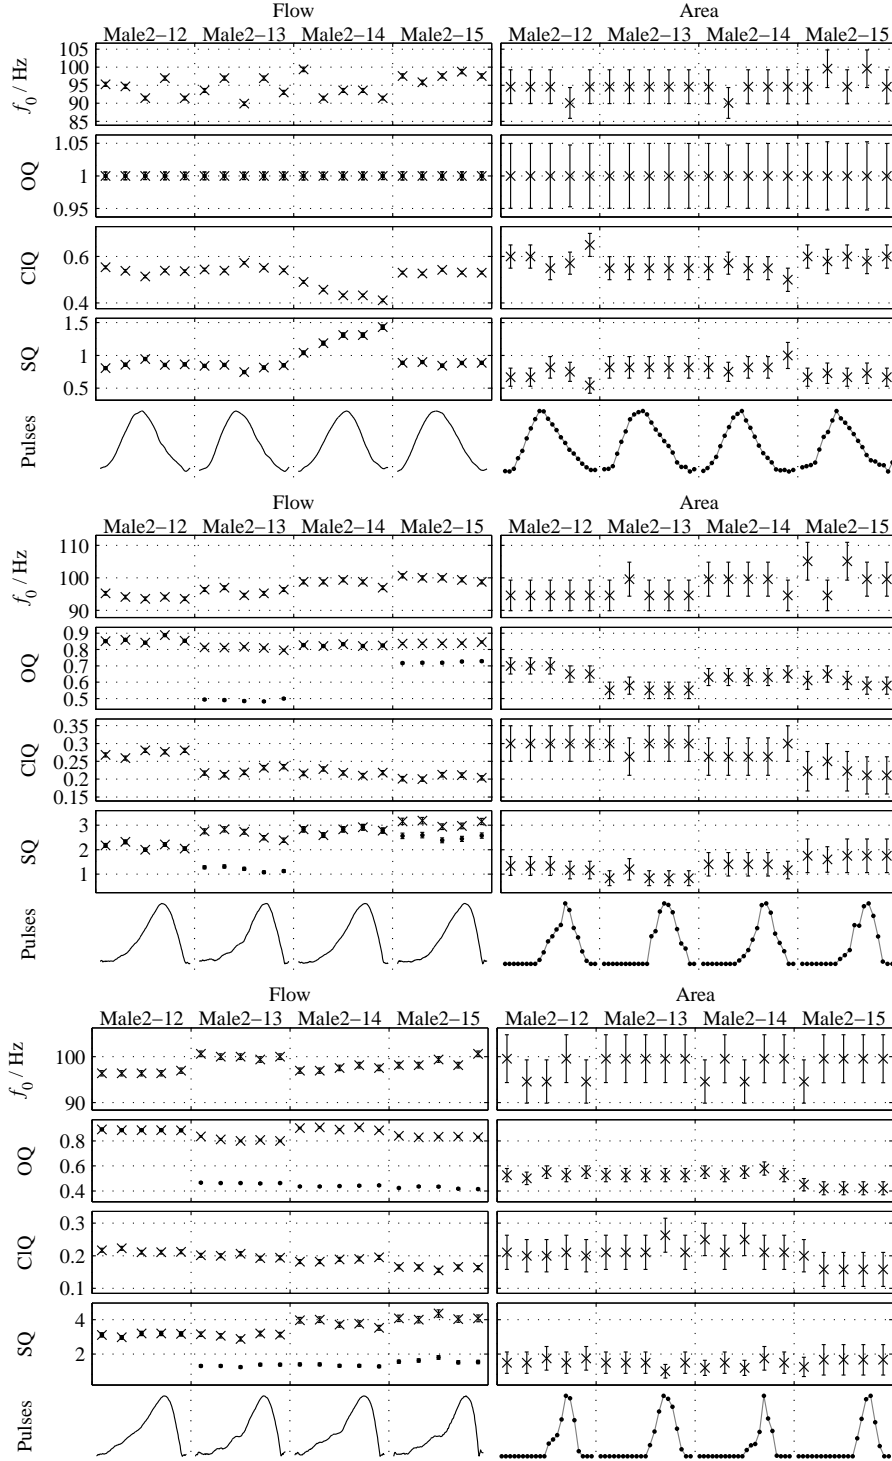 Flow Area
Male2−12 Male2−13 Male2−14 Male2−15 Male2−12 Male2−13 Male2−14 Male2−15
105
100
95
90
85
f0 / Hz
1.05
1
0.95
OQ
0.6
0.4
ClQ
1.5
1
0.5
SQ
Pulses
Flow Area
Male2−12 Male2−13 Male2−14 Male2−15 Male2−12 Male2−13 Male2−14 Male2−15
110
100
90
f0 / Hz
0.9
0.8
0.7
0.6
0.5
OQ
0.35
0.3
0.25
0.2
0.15
ClQ
3
2
1
SQ
Pulses
Flow Area
Male2−12 Male2−13 Male2−14 Male2−15 Male2−12 Male2−13 Male2−14 Male2−15
100
90
f0 / Hz
0.8
0.6
0.4
OQ
0.3
0.2
0.1
ClQ
4
2
SQ
Pulses